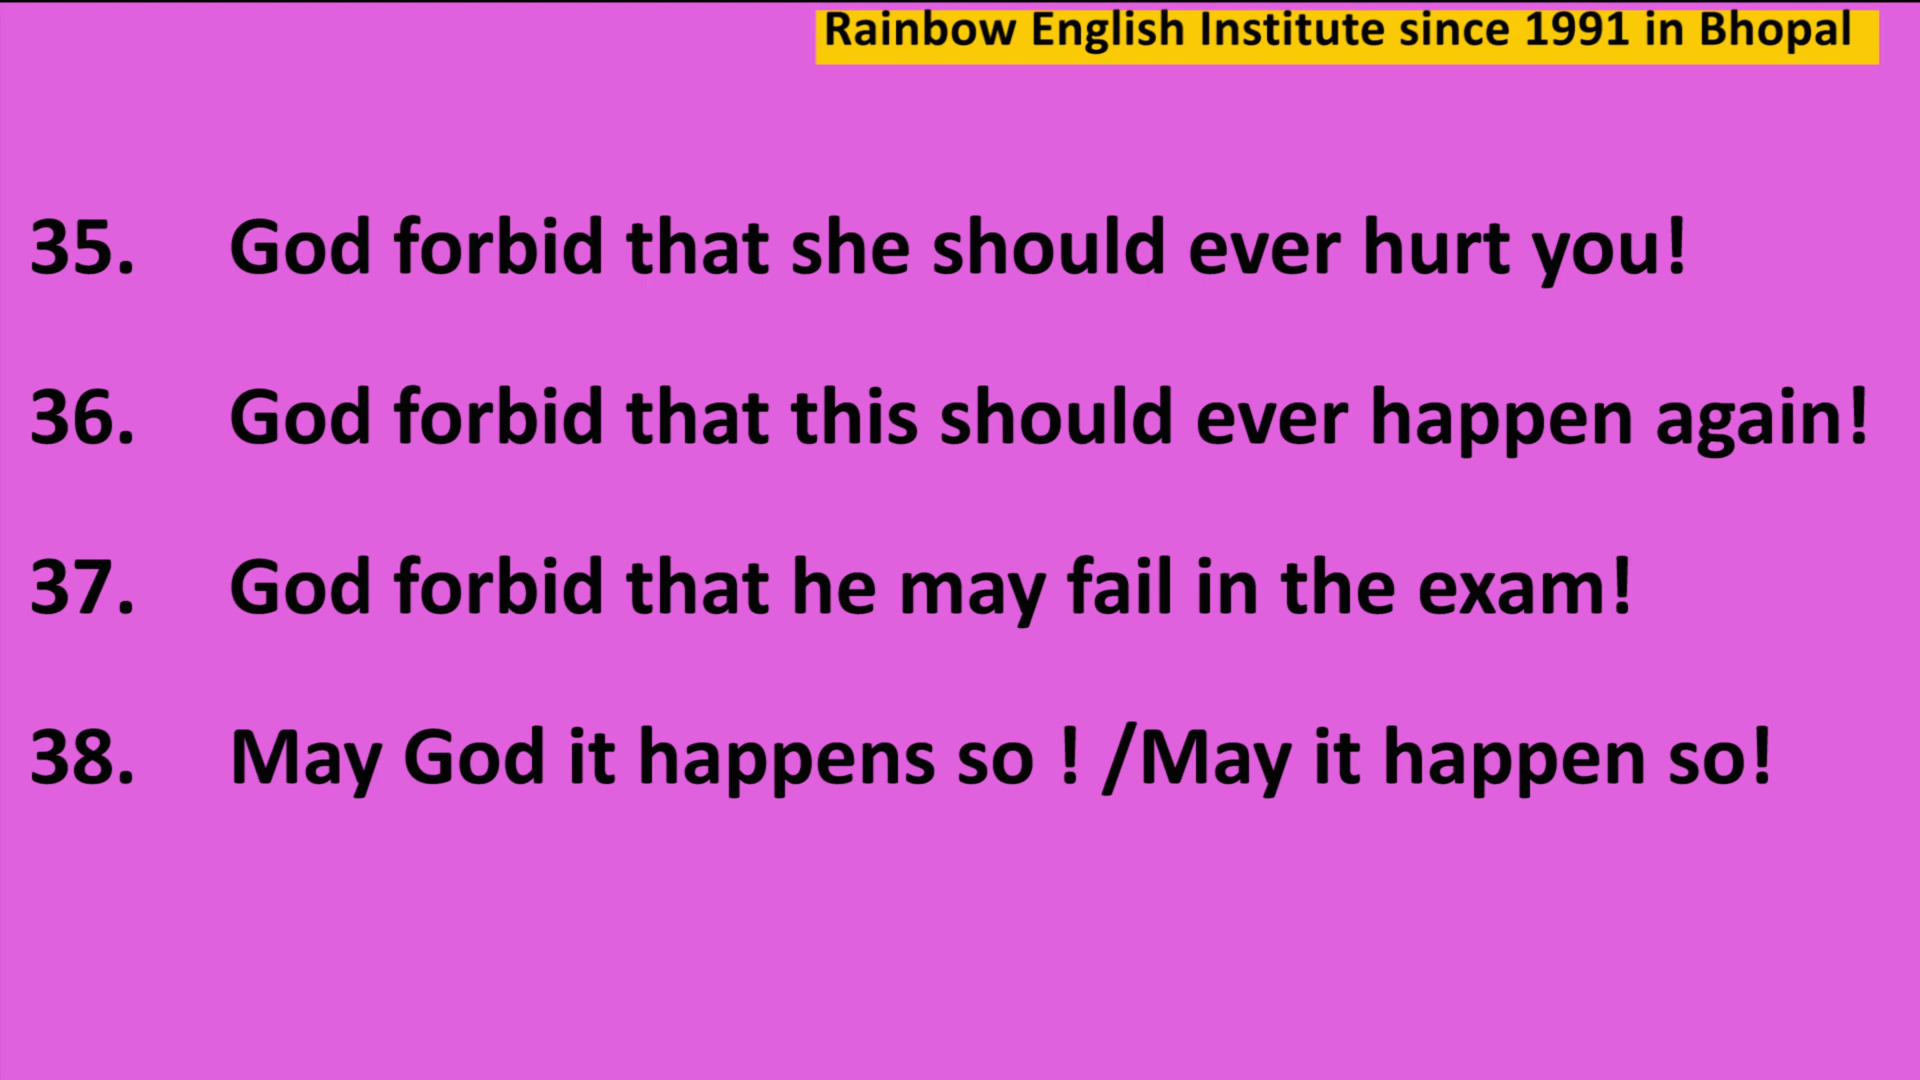 Rainbow English Institute since 1991 in Bhopal
35. God forbid that she should ever hurt you!
36. God forbid that this should ever happen again!
37. God forbid that he may fail in the exam!
38. May God it happens so ! /May it happen so!